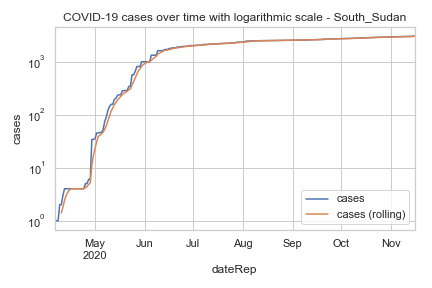 COVID-19 cases over time with logarithmic scale - South_Sudan
10³
10²
10¹
10⁰
cases
May
2020
Jun
Jul
Aug
Sep
Oct
Nov
dateRep
cases
cases (rolling)